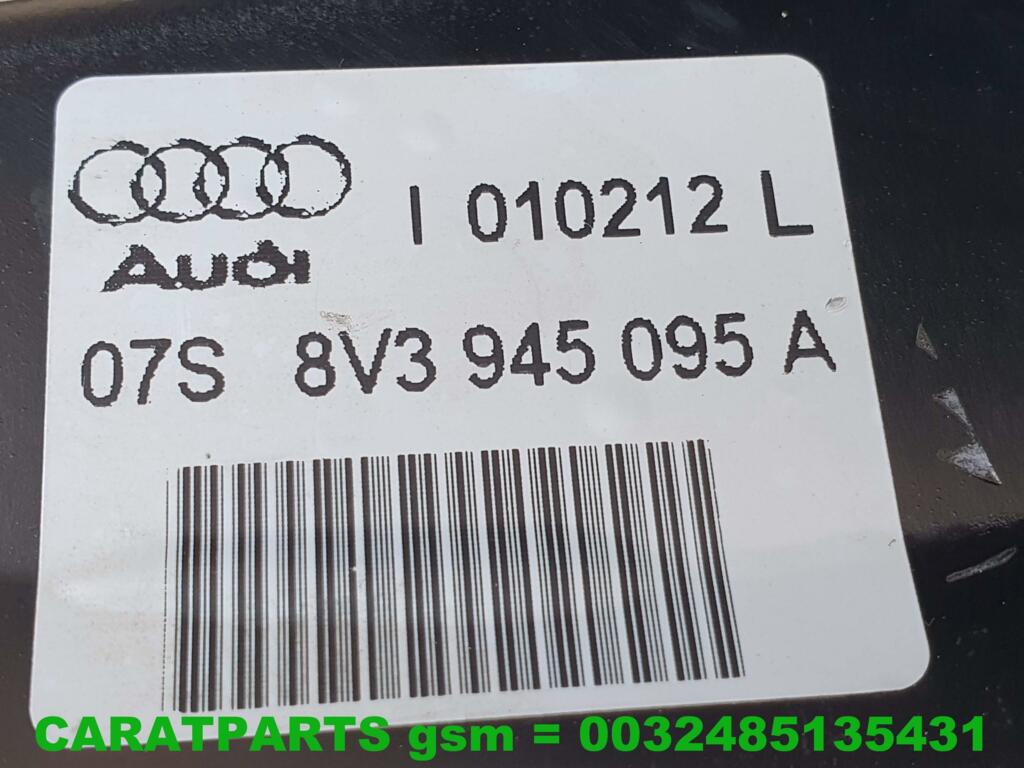 I 010212 L
Audi
07S 8V3 945 095 A
CARATPARTS gsm = 0032485135431